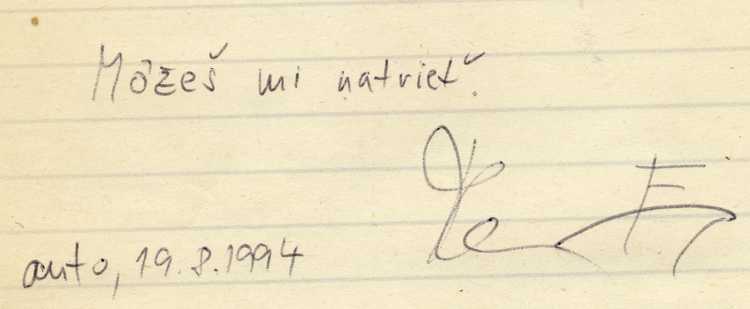 Môžeš mi natrieť.
auto, 19.8.1994